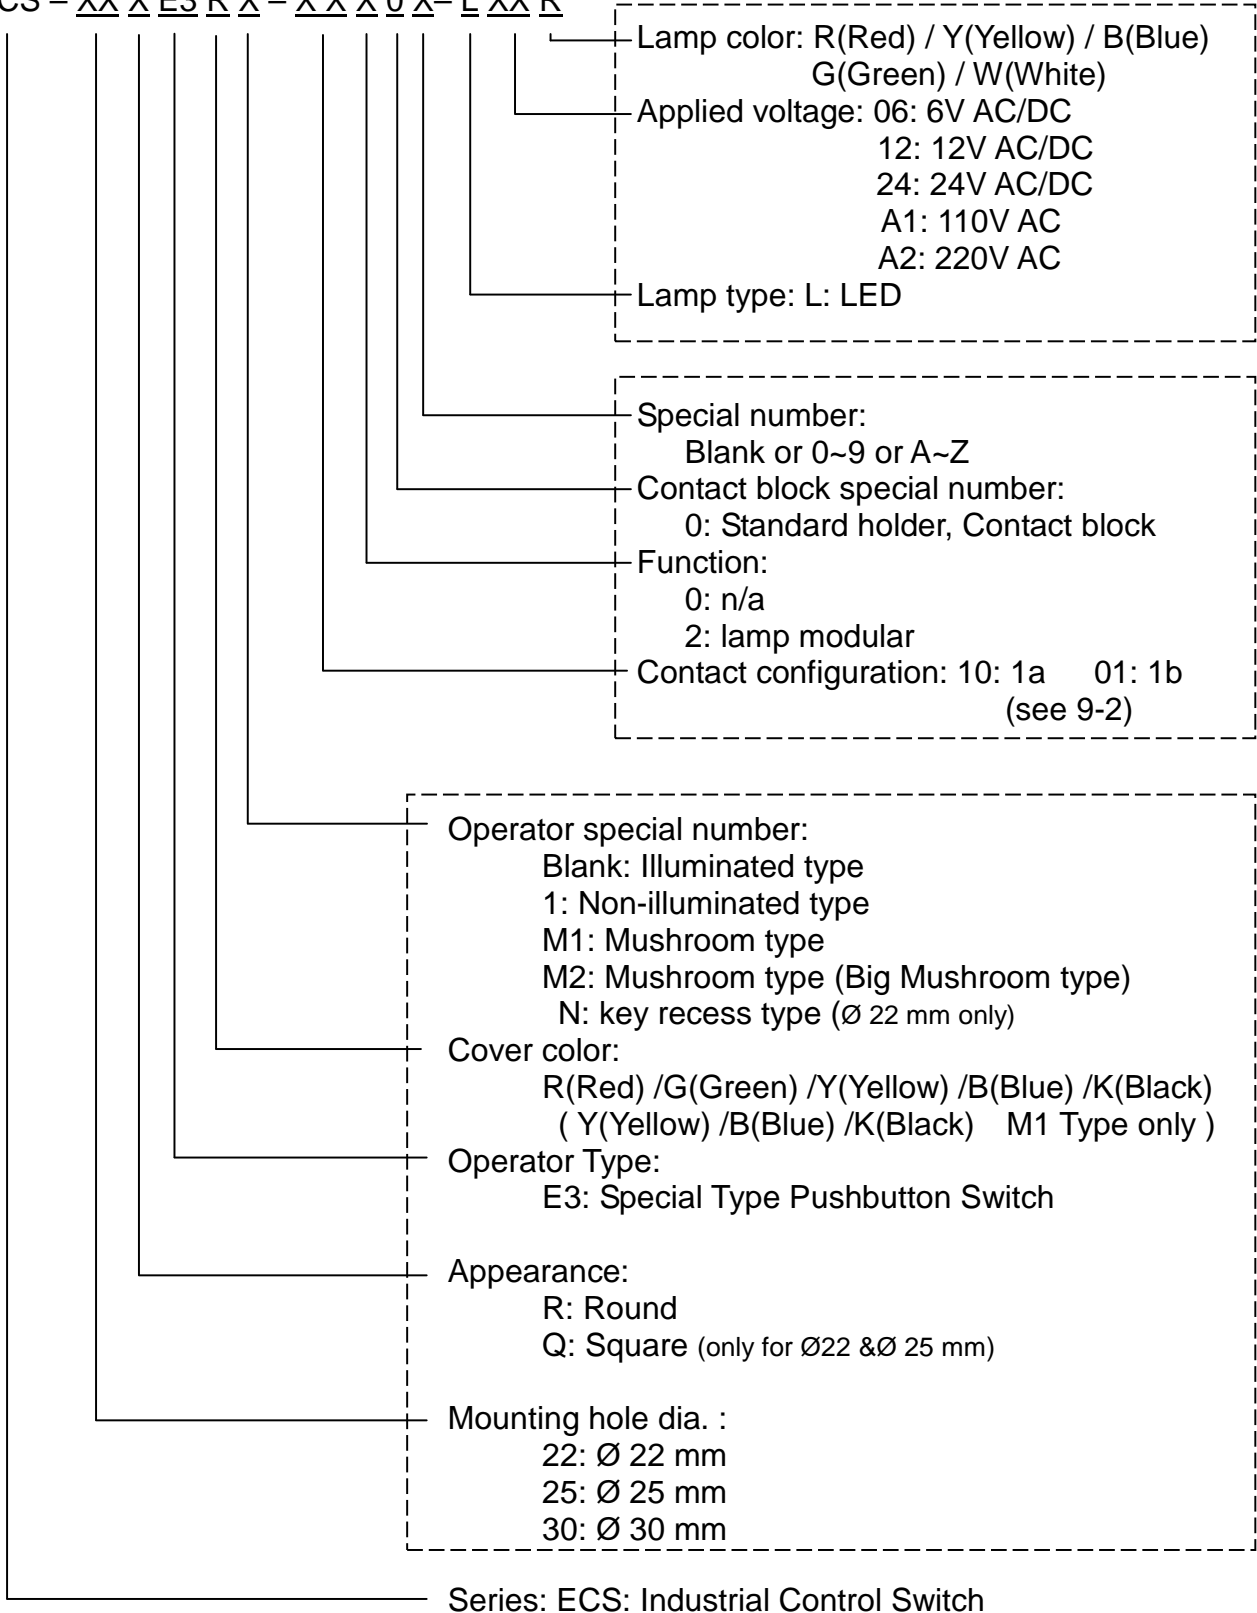 CS – XX X E3 R X – X X X 0 X– L XX R
Lamp color: R(Red) / Y(Yellow) / B(Blue)
G(Green) / W(White)
Applied voltage: 06: 6V AC/DC
12: 12V AC/DC
24: 24V AC/DC
A1: 110V AC
A2: 220V AC
Lamp type: L: LED
Special number:
Blank or 0~9 or A~Z
Contact block special number:
0: Standard holder, Contact block
Function:
0: n/a
2: lamp modular
Contact configuration: 10: 1a 01: 1b
(see 9-2)
Operator special number:
Blank: Illuminated type
1: Non-illuminated type
M1: Mushroom type
M2: Mushroom type (Big Mushroom type)
N: key recess type (Ø 22 mm only)
Cover color:
R(Red) /G(Green) /Y(Yellow) /B(Blue) /K(Black)
( Y(Yellow) /B(Blue) /K(Black) M1 Type only )
Operator Type:
E3: Special Type Pushbutton Switch
Appearance:
R: Round
Q: Square (only for Ø22 &Ø 25 mm)
Mounting hole dia. :
22: Ø 22 mm
25: Ø 25 mm
30: Ø 30 mm
Series: ECS: Industrial Control Switch